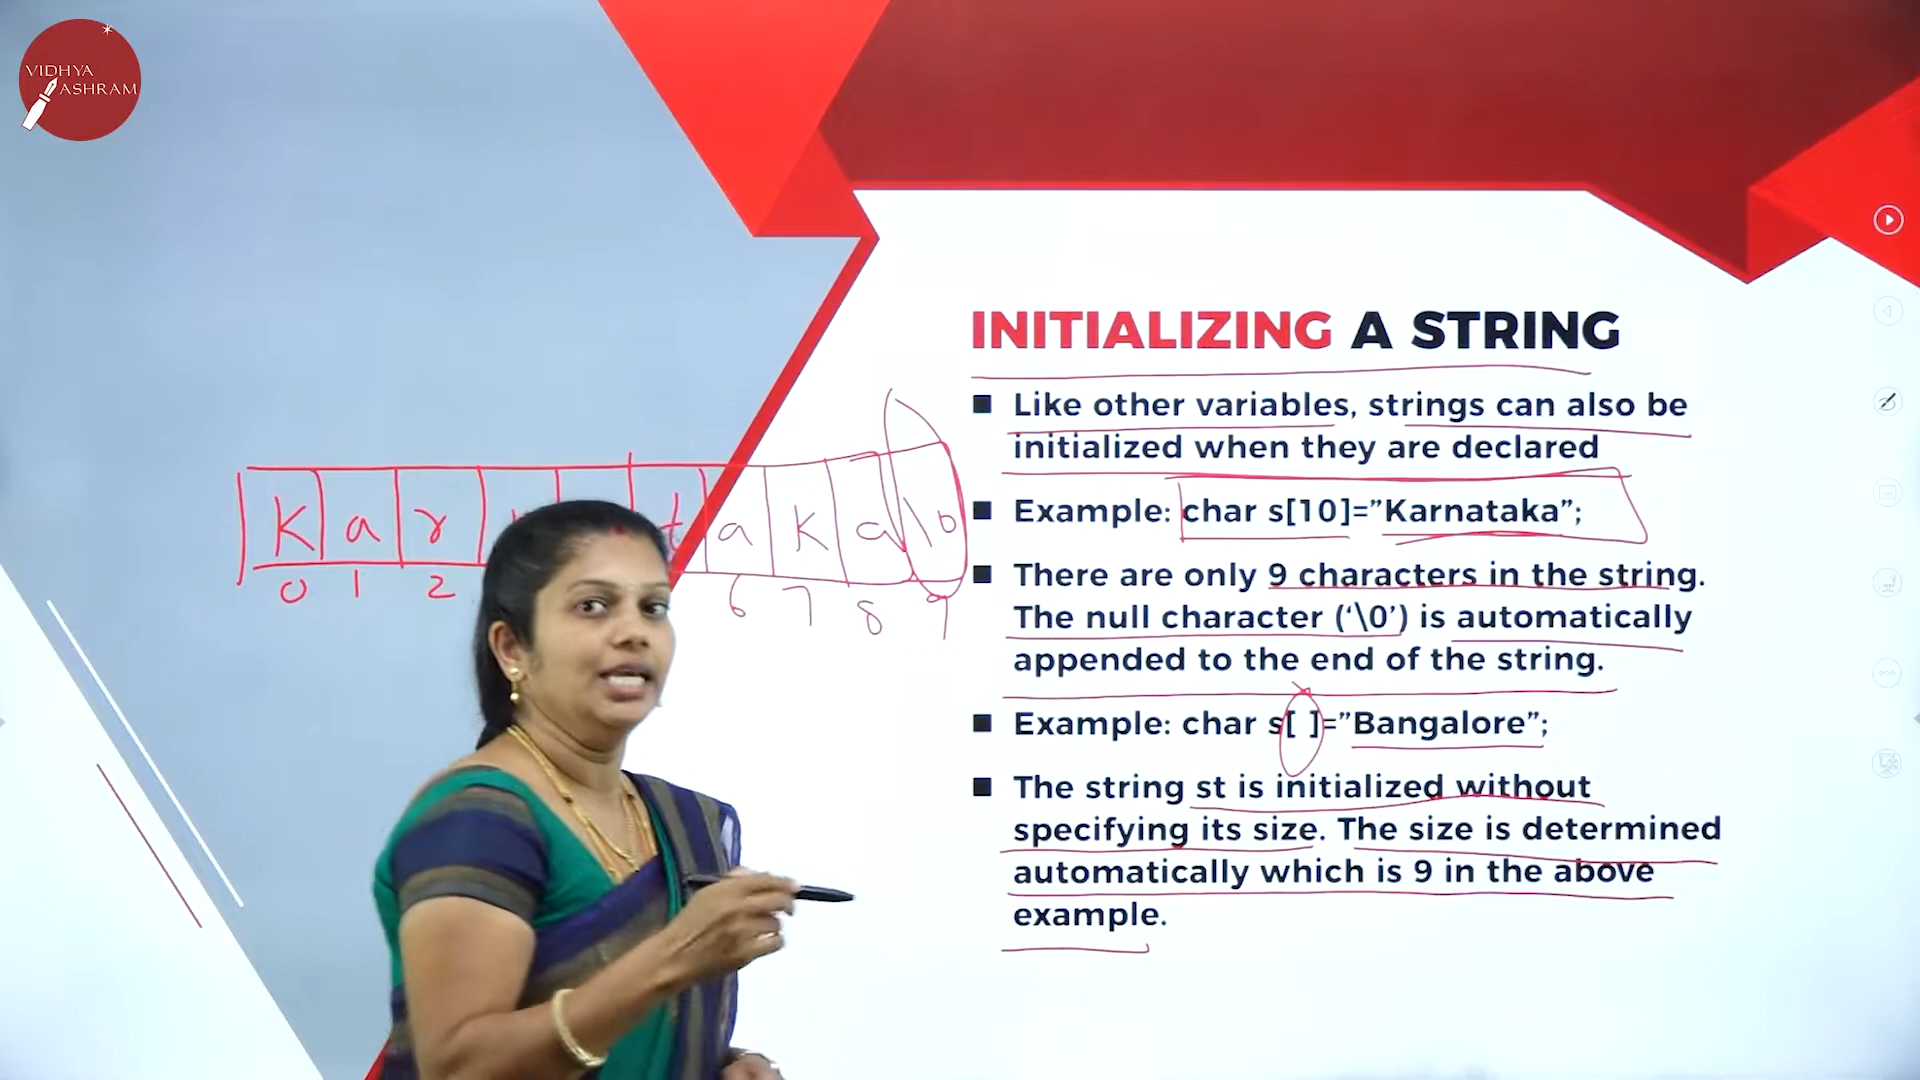 VIDHYA
ASHRAM
INITIALIZING A STRING
■ Like other variables, strings can also be
initialized when they are declared
■ Example: char s[10]=”Karnataka”;
■ There are only 9 characters in the string.
The null character (‘\0’) is automatically
appended to the end of the string.
■ Example: char s[ ]=”Bangalore”;
■ The string st is initialized without
specifying its size. The size is determined
automatically which is 9 in the above
example.
K a r t a K a \0
0 1 2 6 7 8 9